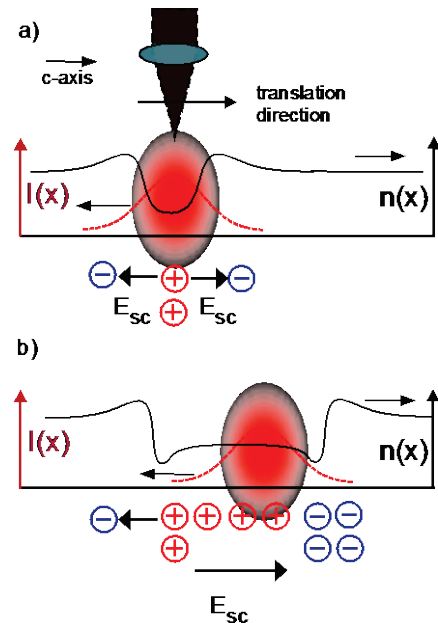 a)
c-axis
translation
direction
I(x)
n(x)
− + −
E_sc E_sc
+
b)
I(x)
n(x)
− + + + + − −
+ − −
E_sc